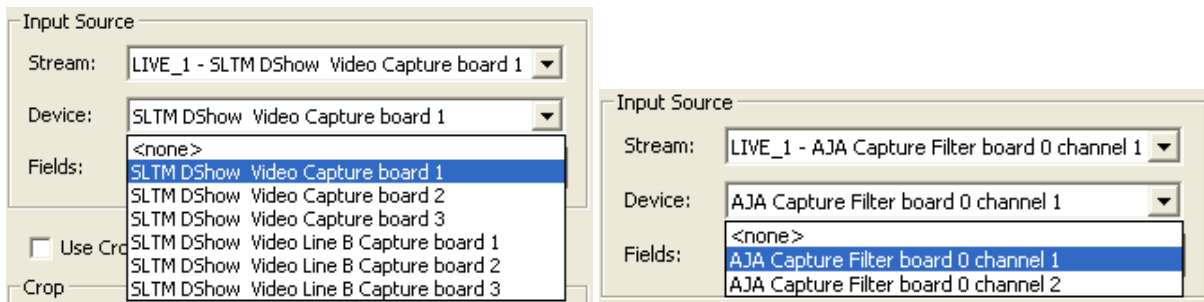 Input Source
Stream: LIVE_1 - SLTM DShow  Video Capture board 1
Device: SLTM DShow  Video Capture board 1
<none>
Fields:
SLTM DShow  Video Capture board 1
SLTM DShow  Video Capture board 2
SLTM DShow  Video Capture board 3
SLTM DShow  Video Line B Capture board 1
Use Cro
SLTM DShow  Video Line B Capture board 2
SLTM DShow  Video Line B Capture board 3
Crop
Input Source
Stream: LIVE_1 - AJA Capture Filter board 0 channel 1
Device: AJA Capture Filter board 0 channel 1
<none>
Fields:
AJA Capture Filter board 0 channel 1
AJA Capture Filter board 0 channel 2